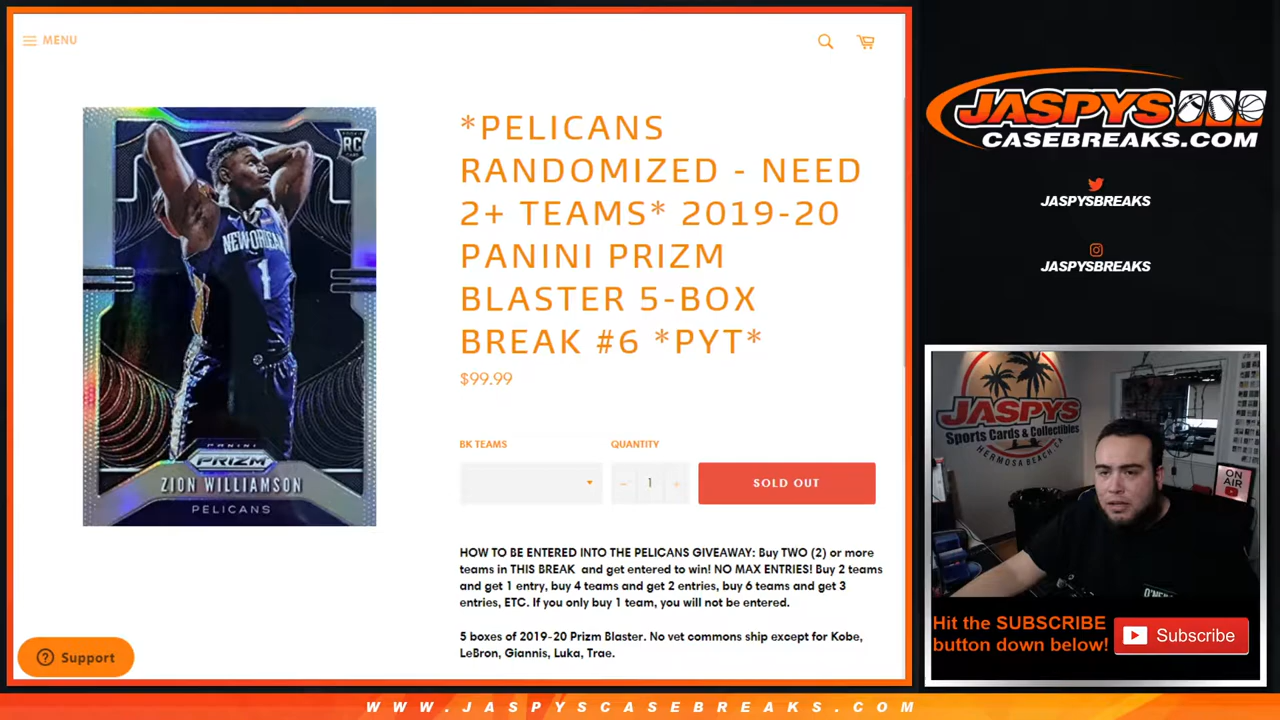 MENU
*PELICANS
RANDOMIZED - NEED
2+ TEAMS* 2019-20
PANINI PRIZM
BLASTER 5-BOX
BREAK #6 *PYT*
$99.99
BK TEAMS
QUANTITY
− 1 +
SOLD OUT
HOW TO BE ENTERED INTO THE PELICANS GIVEAWAY: Buy TWO (2) or more
teams in THIS BREAK and get entered to win! NO MAX ENTRIES! Buy 2 teams
and get 1 entry, buy 4 teams and get 2 entries, buy 6 teams and get 3
entries, ETC. If you only buy 1 team, you will not be entered.
5 boxes of 2019-20 Prizm Blaster. No vet commons ship except for Kobe,
LeBron, Giannis, Luka, Trae.
RC
NEW ORLEANS
1
PANINI
PRIZM
ZION WILLIAMSON
PELICANS
Support
JASPYS
CASEBREAKS.COM
JASPYSBREAKS
JASPYSBREAKS
JASPYS
Sports Cards & Collectibles
HERMOSA BEACH, CA
ON
AIR
O'NEILL
Hit the SUBSCRIBE
button down below!
Subscribe
WWW.JASPYSCASEBREAKS.COM